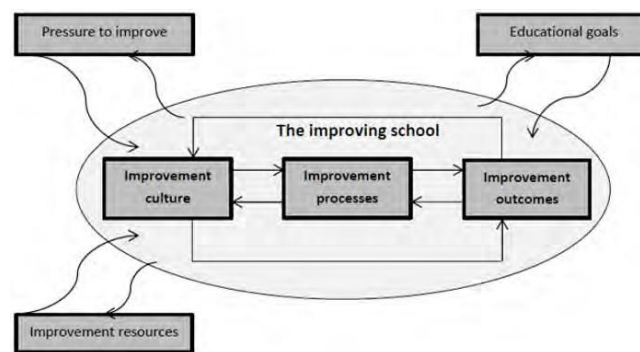 Pressure to improve
Educational goals
The improving school
Improvement
culture
Improvement
processes
Improvement
outcomes
Improvement resources